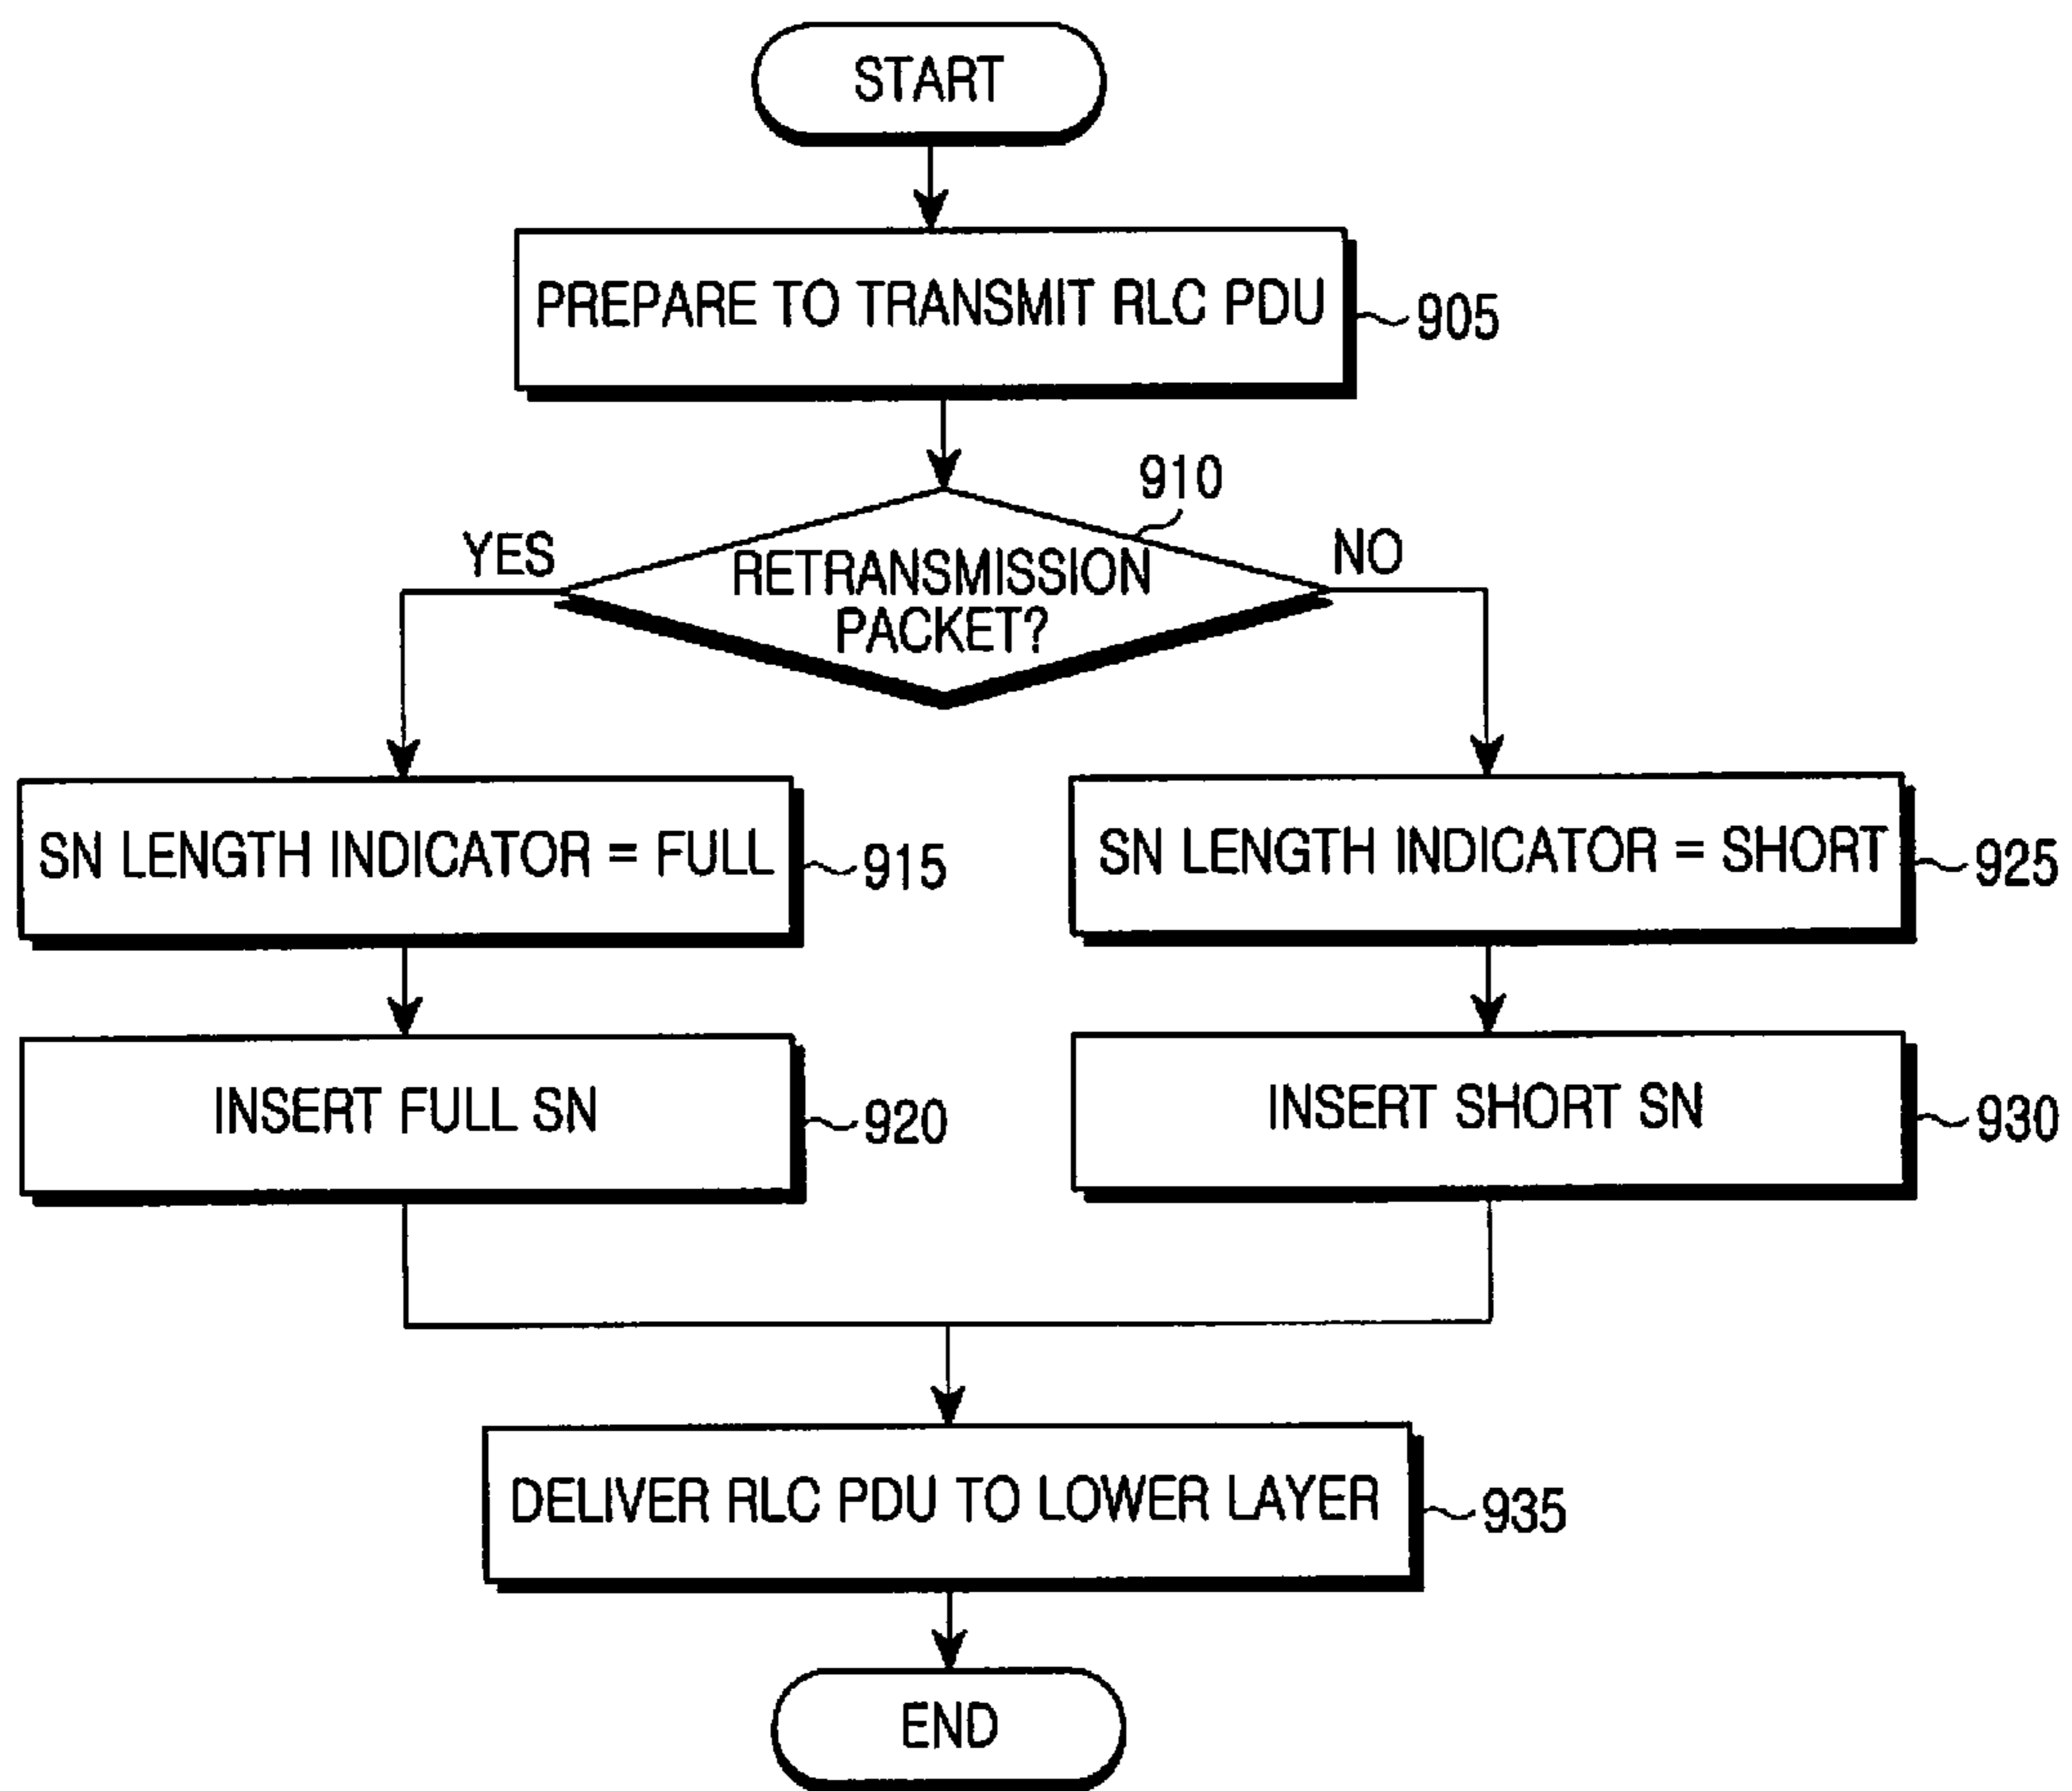 START
PREPARE TO TRANSMIT RLC PDU
905
910
YES
NO
RETRANSMISSION
PACKET?
SN LENGTH INDICATOR = FULL
915
SN LENGTH INDICATOR = SHORT
925
INSERT FULL SN
920
INSERT SHORT SN
930
DELIVER RLC PDU TO LOWER LAYER
935
END